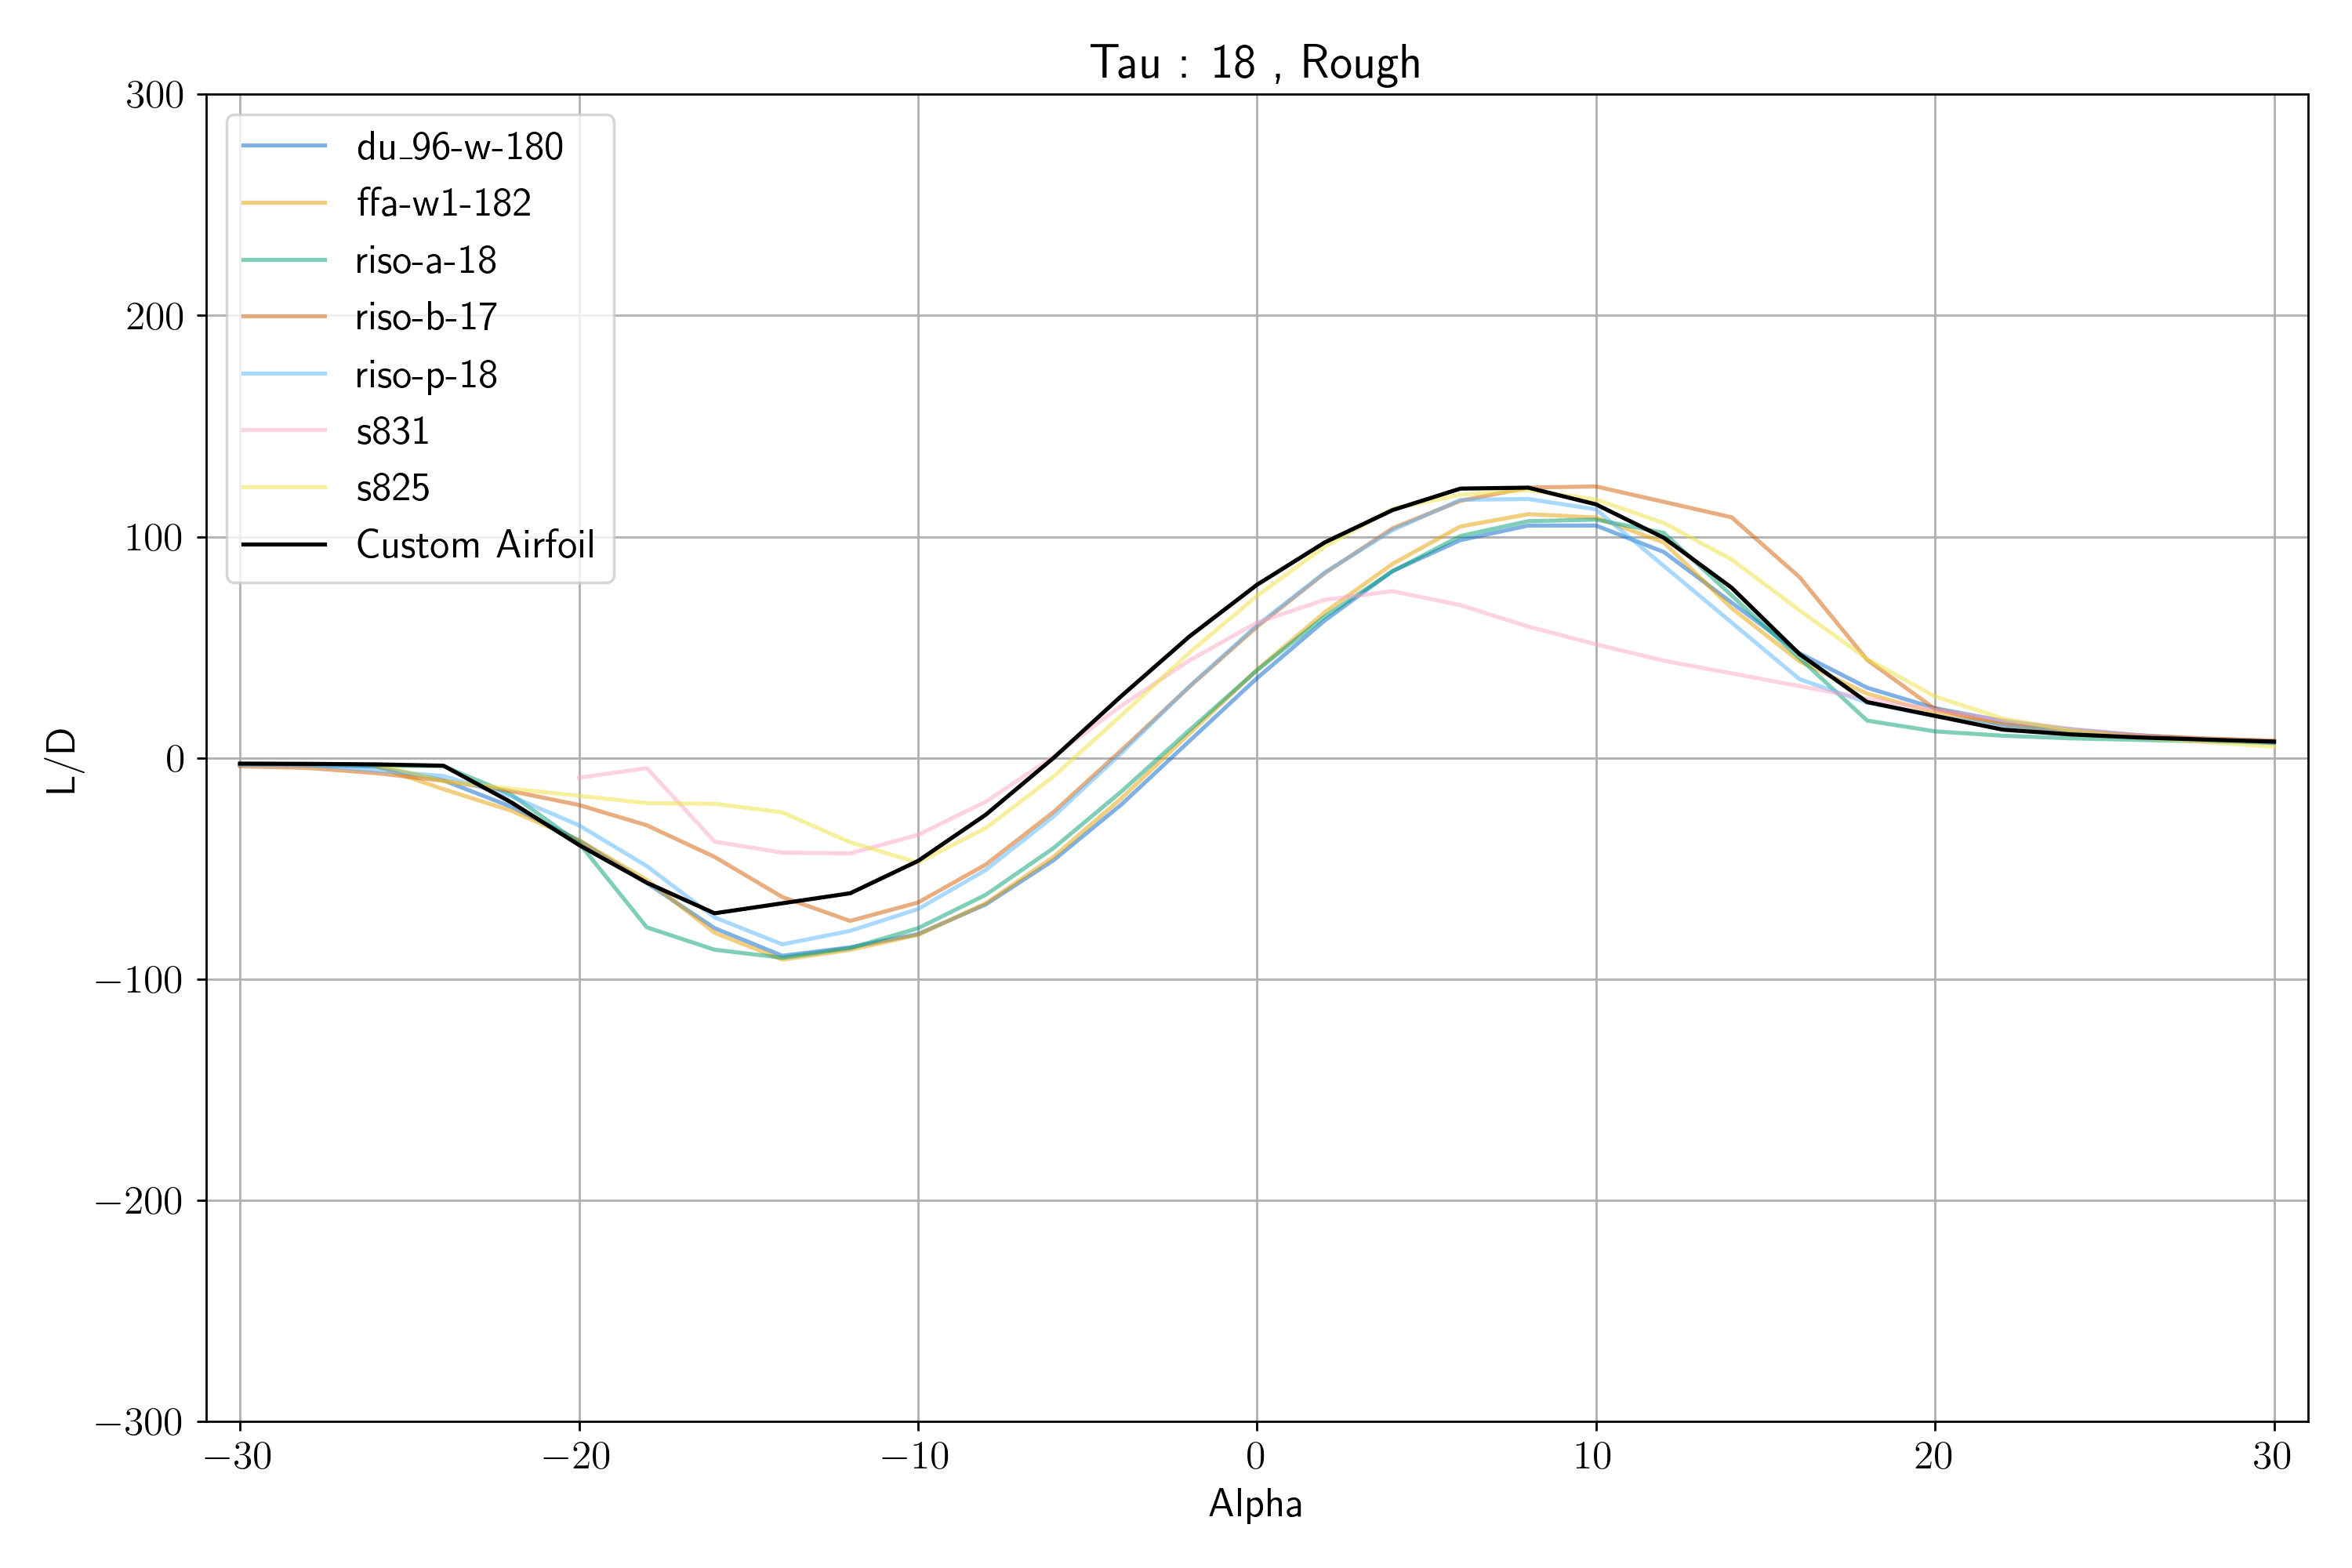 Tau : 18 , Rough
300
200
100
0
−100
−200
−300
L/D
du_96-w-180
ffa-w1-182
riso-a-18
riso-b-17
riso-p-18
s831
s825
Custom Airfoil
−30 −20 −10 0 10 20 30
Alpha